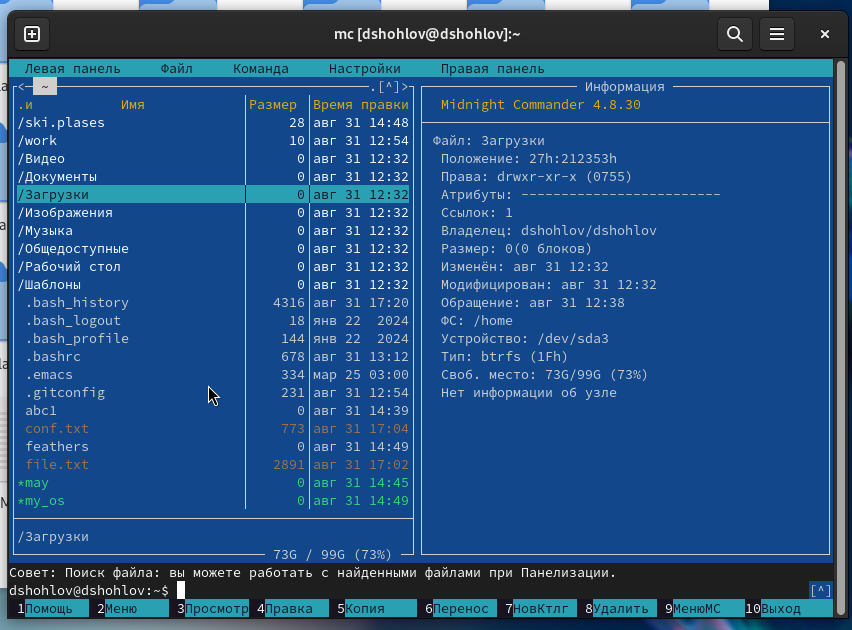 mc [dshohlov@dshohlov]:~
Левая панель Файл Команда Настройки Правая панель
<─ ~ .[^]>
.и Имя Размер Время правки
/ski.plases 28 авг 31 14:48
/work 10 авг 31 12:54
/Видео 0 авг 31 12:32
/Документы 0 авг 31 12:32
/Загрузки 0 авг 31 12:32
/Изображения 0 авг 31 12:32
/Музыка 0 авг 31 12:32
/Общедоступные 0 авг 31 12:32
/Рабочий стол 0 авг 31 12:32
/Шаблоны 0 авг 31 12:32
.bash_history 4316 авг 31 17:20
.bash_logout 18 янв 22 2024
.bash_profile 144 янв 22 2024
.bashrc 678 авг 31 13:12
.emacs 334 мар 25 03:00
.gitconfig 231 авг 31 12:54
abc1 0 авг 31 14:39
conf.txt 773 авг 31 17:04
feathers 0 авг 31 14:49
file.txt 2891 авг 31 17:02
*may 0 авг 31 14:45
*my_os 0 авг 31 14:49
/Загрузки
73G / 99G (73%)
Информация
Midnight Commander 4.8.30
Файл: Загрузки
Положение: 27h:212353h
Права: drwxr-xr-x (0755)
Атрибуты: -------------------------
Ссылок: 1
Владелец: dshohlov/dshohlov
Размер: 0(0 блоков)
Изменён: авг 31 12:32
Модифицирован: авг 31 12:32
Обращение: авг 31 12:38
ФС: /home
Устройство: /dev/sda3
Тип: btrfs (1Fh)
Своб. место: 73G/99G (73%)
Нет информации об узле
Совет: Поиск файла: вы можете работать с найденными файлами при Панелизации.
dshohlov@dshohlov:~$ [^]
1Помощь 2Меню 3Просмотр 4Правка 5Копия 6Перенос 7НовКтлг 8Удалить 9МенюMC 10Выход